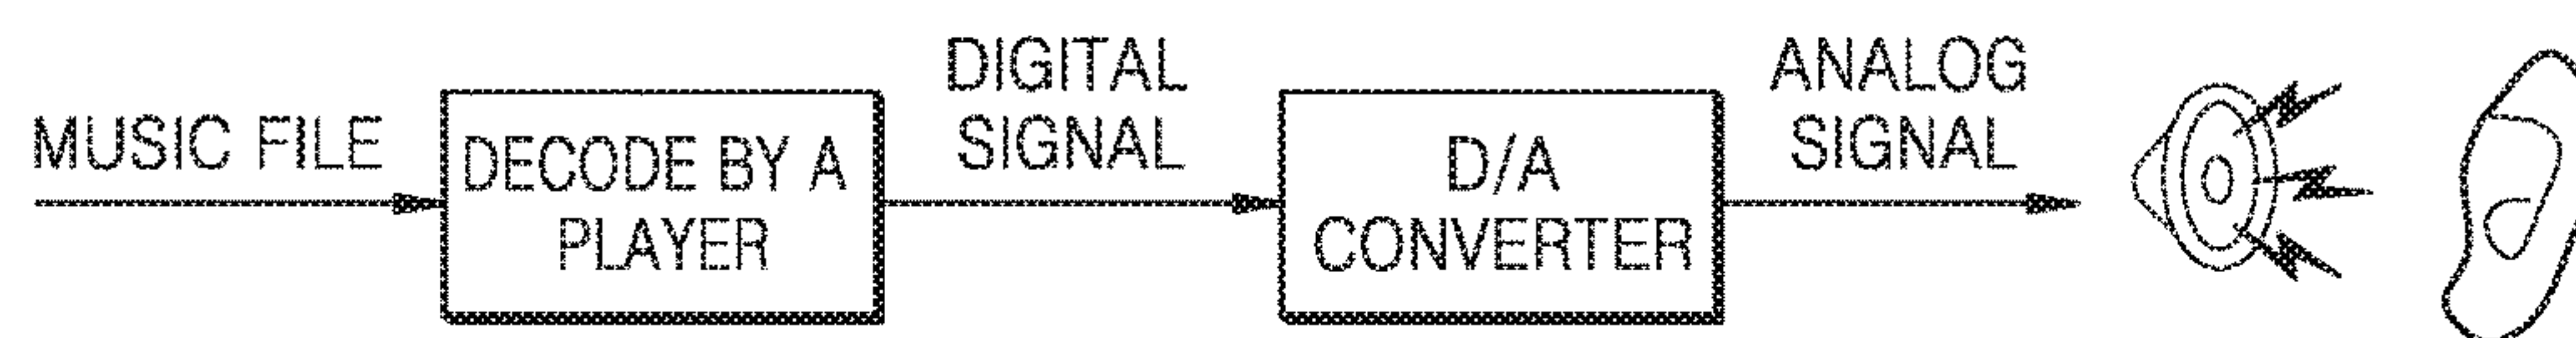 MUSIC FILE
DECODE BY A
PLAYER
DIGITAL
SIGNAL
D/A
CONVERTER
ANALOG
SIGNAL